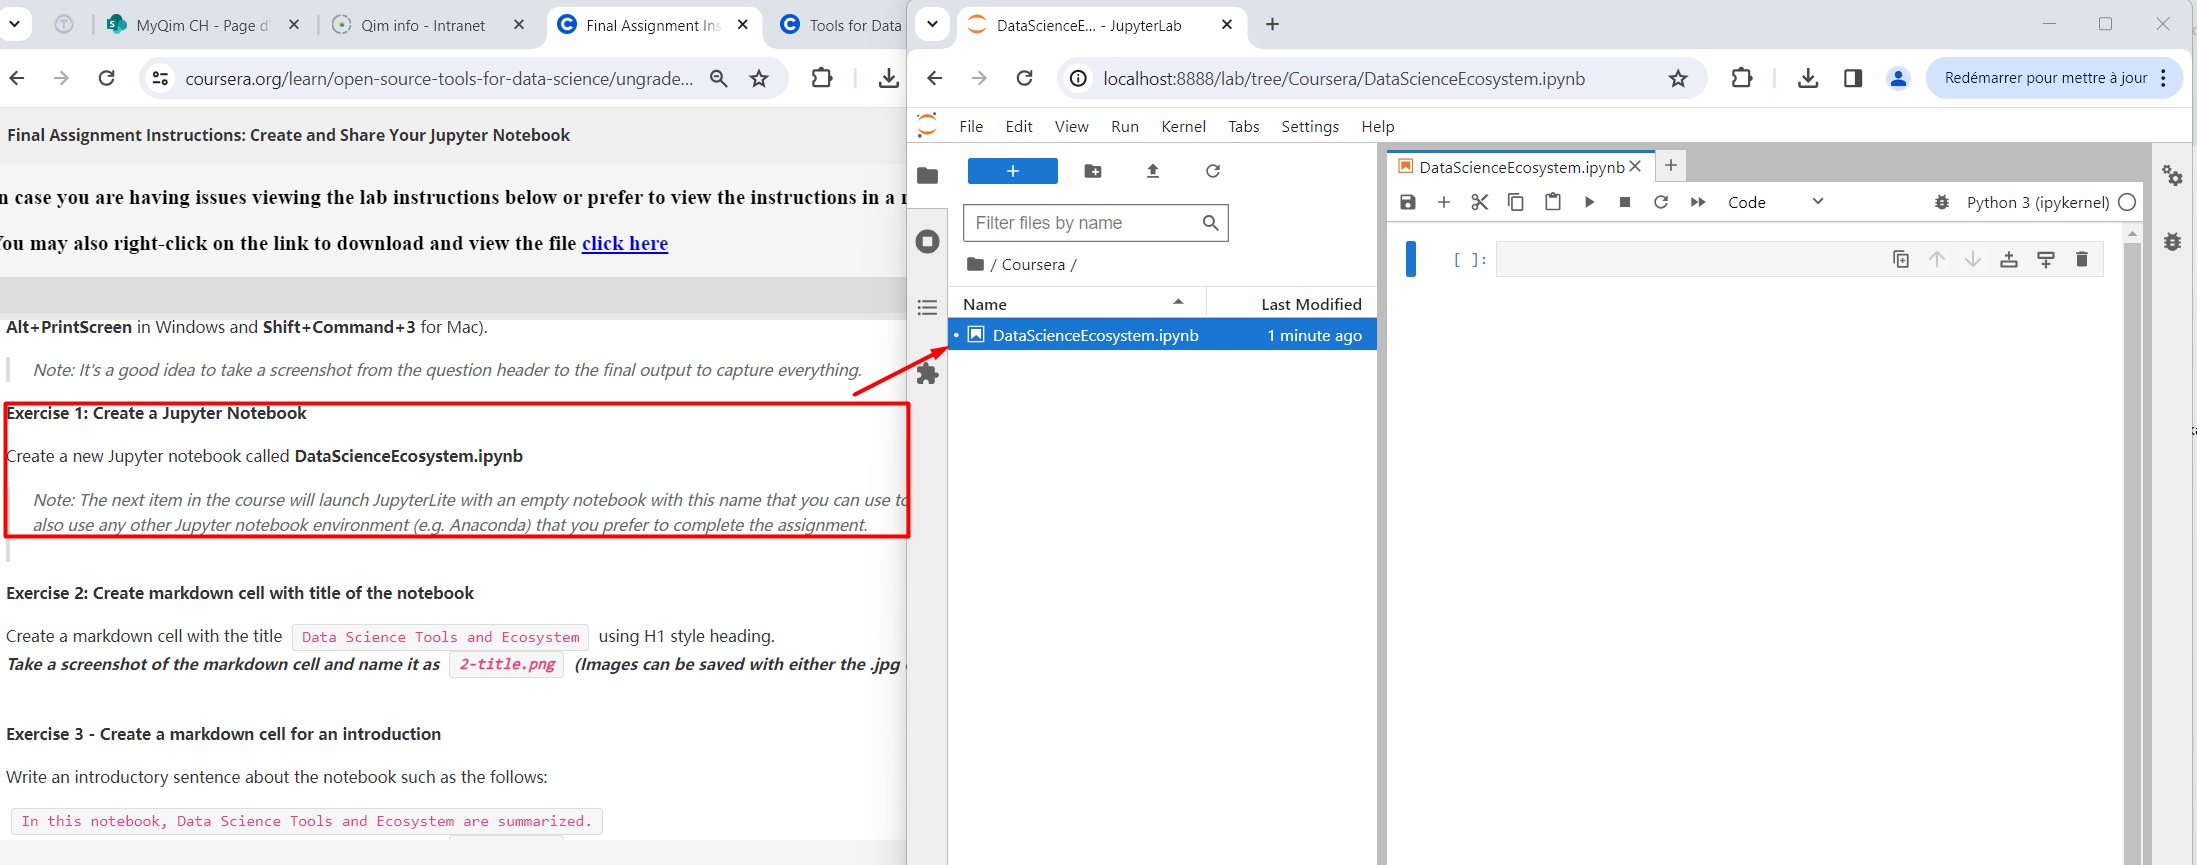 MyQim CH - Page d'
Qim info - Intranet
Final Assignment Ins
Tools for Data
coursera.org/learn/open-source-tools-for-data-science/ungrade...
Final Assignment Instructions: Create and Share Your Jupyter Notebook
n case you are having issues viewing the lab instructions below or prefer to view the instructions in a n
You may also right-click on the link to download and view the file click here
Alt+PrintScreen in Windows and Shift+Command+3 for Mac).
Note: It's a good idea to take a screenshot from the question header to the final output to capture everything.
Exercise 1: Create a Jupyter Notebook
Create a new Jupyter notebook called DataScienceEcosystem.ipynb
Note: The next item in the course will launch JupyterLite with an empty notebook with this name that you can use to
also use any other Jupyter notebook environment (e.g. Anaconda) that you prefer to complete the assignment.
Exercise 2: Create markdown cell with title of the notebook
Create a markdown cell with the title Data Science Tools and Ecosystem using H1 style heading.
Take a screenshot of the markdown cell and name it as 2-title.png (Images can be saved with either the .jpg
Exercise 3 - Create a markdown cell for an introduction
Write an introductory sentence about the notebook such as the follows:
In this notebook, Data Science Tools and Ecosystem are summarized.
DataScienceE... - JupyterLab
localhost:8888/lab/tree/Coursera/DataScienceEcosystem.ipynb
Redémarrer pour mettre à jour
File Edit View Run Kernel Tabs Settings Help
Filter files by name
/ Coursera /
Name Last Modified
DataScienceEcosystem.ipynb 1 minute ago
DataScienceEcosystem.ipynb
Code Python 3 (ipykernel)
[ ]: